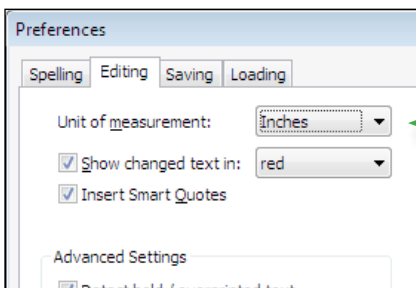 Preferences
Spelling Editing Saving Loading
Unit of measurement: Inches
Show changed text in: red
Insert Smart Quotes
Advanced Settings